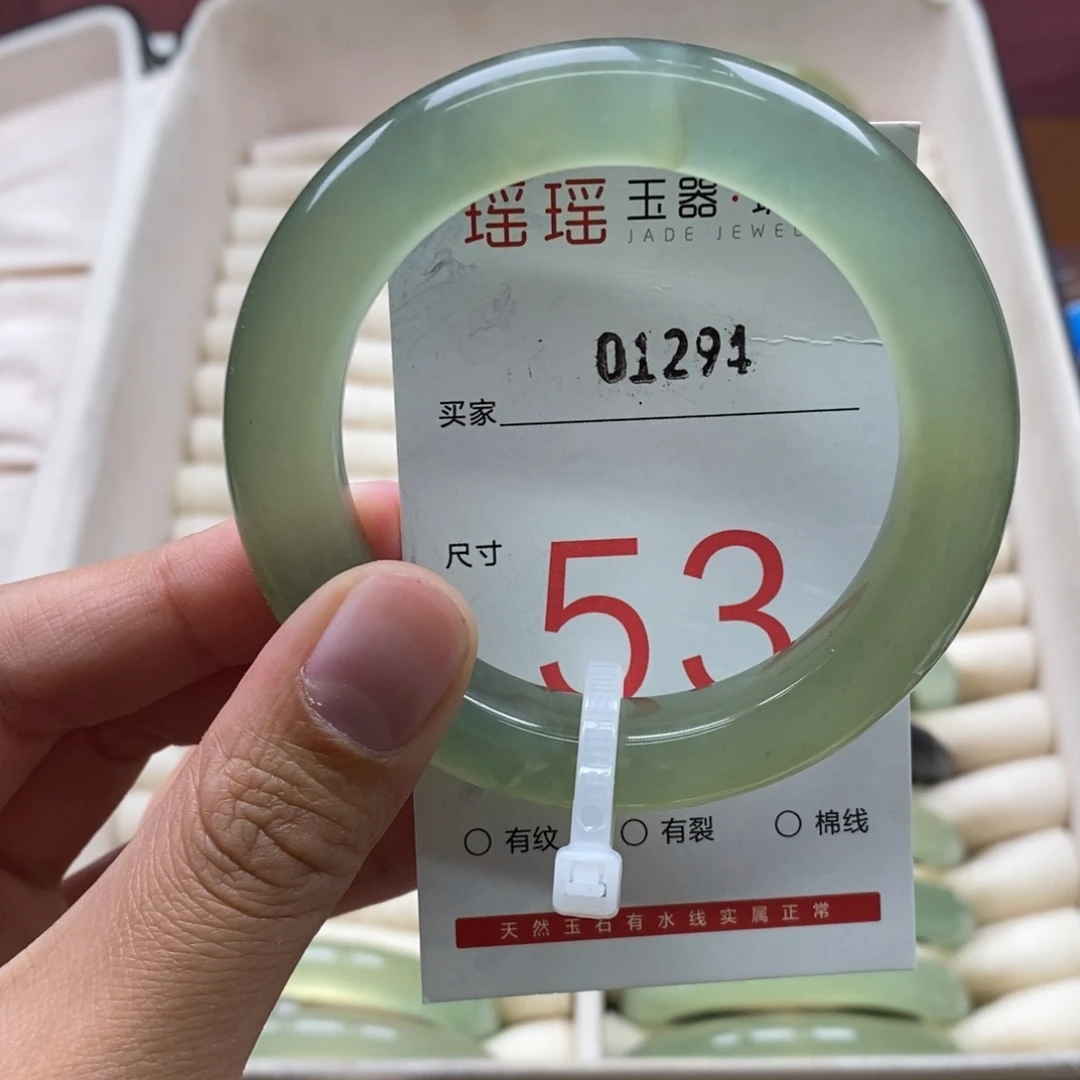 瑶瑶 玉器·
JADE JEWEL
01291
买家
尺寸 53
有纹 有裂 棉线
天然玉石有水线实属正常